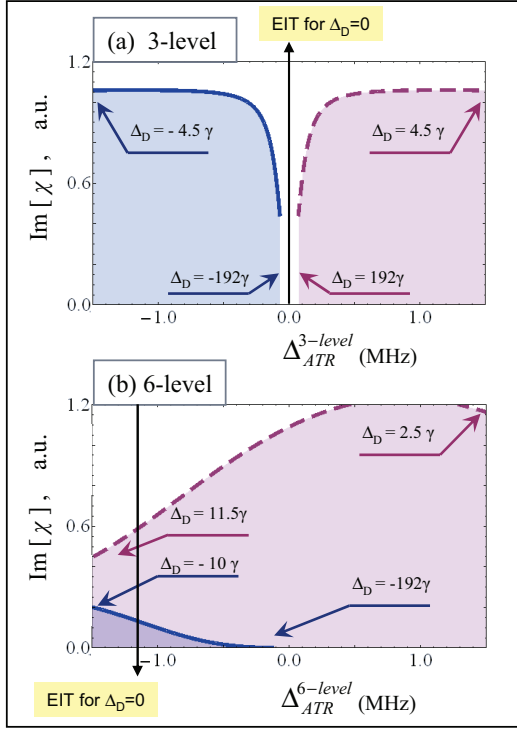 EIT for Δ_D=0
(a) 3-level
1.2
0.6
0.0
Im [ χ ] , a.u.
Δ_D = - 4.5 γ
Δ_D = 4.5 γ
Δ_D = -192γ
Δ_D = 192γ
−1.0
0.0
1.0
Δ_ATR^3−level (MHz)
(b) 6-level
1.2
0.6
0.0
Im [ χ ] , a.u.
Δ_D = 2.5 γ
Δ_D = 11.5γ
Δ_D = - 10 γ
Δ_D = -192γ
−1.0
0.0
1.0
EIT for Δ_D=0
Δ_ATR^6−level (MHz)